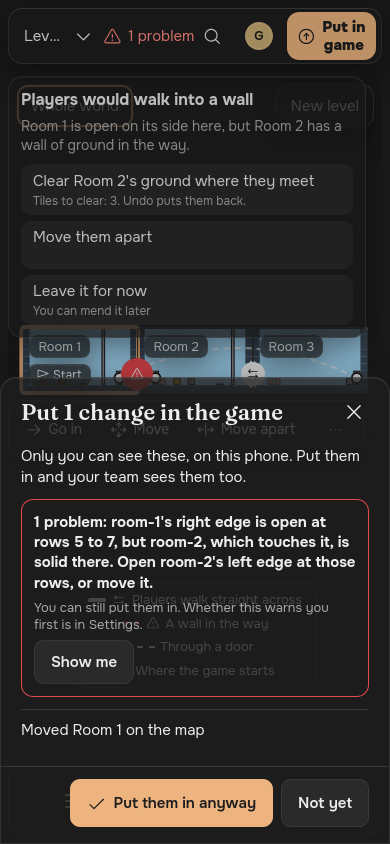 Lev...
1 problem
G
Put in
game
Players would walk into a wall
Whole world
New level
Room 1 is open on its side here, but Room 2 has a
wall of ground in the way.
Clear Room 2's ground where they meet
Tiles to clear: 3. Undo puts them back.
Move them apart
Leave it for now
You can mend it later
Room 1
Room 2
Room 3
Start
Put 1 change in the game
Go in
Move
Move apart
...
Only you can see these, on this phone. Put them
in and your team sees them too.
1 problem: room-1's right edge is open at
rows 5 to 7, but room-2, which touches it, is
solid there. Open room-2's left edge at those
rows, or move it.
Players walk straight across
You can still put them in. Whether this warns you
first is in Settings.
A wall in the way
Through a door
Show me
Where the game starts
Moved Room 1 on the map
Put them in anyway
Not yet